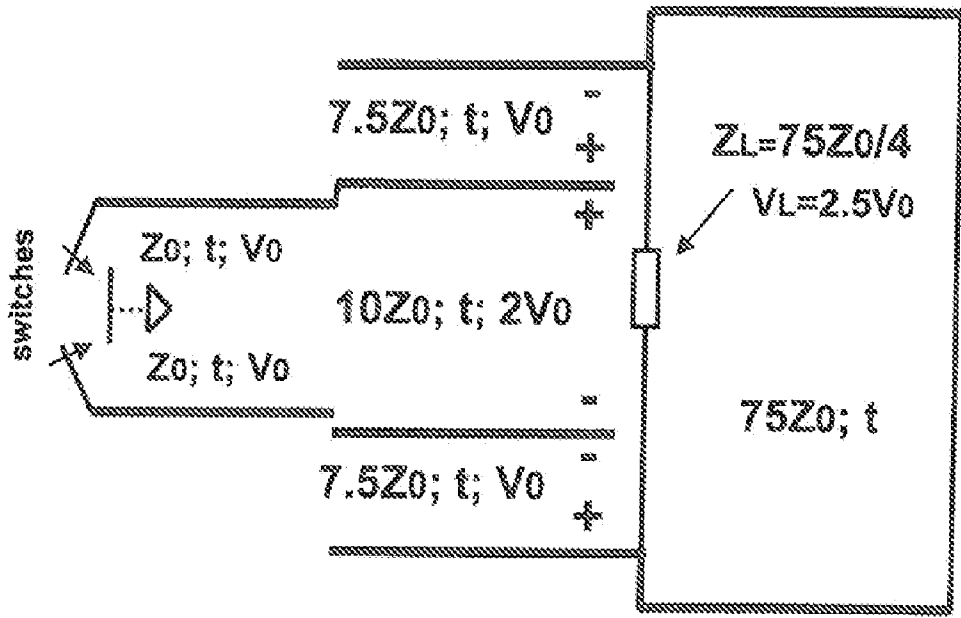 7.5Z0; t; V0
-
+
ZL=75Z0/4
VL=2.5V0
+
switches
Z0; t; V0
10Z0; t; 2V0
Z0; t; V0
-
75Z0; t
-
7.5Z0; t; V0
+